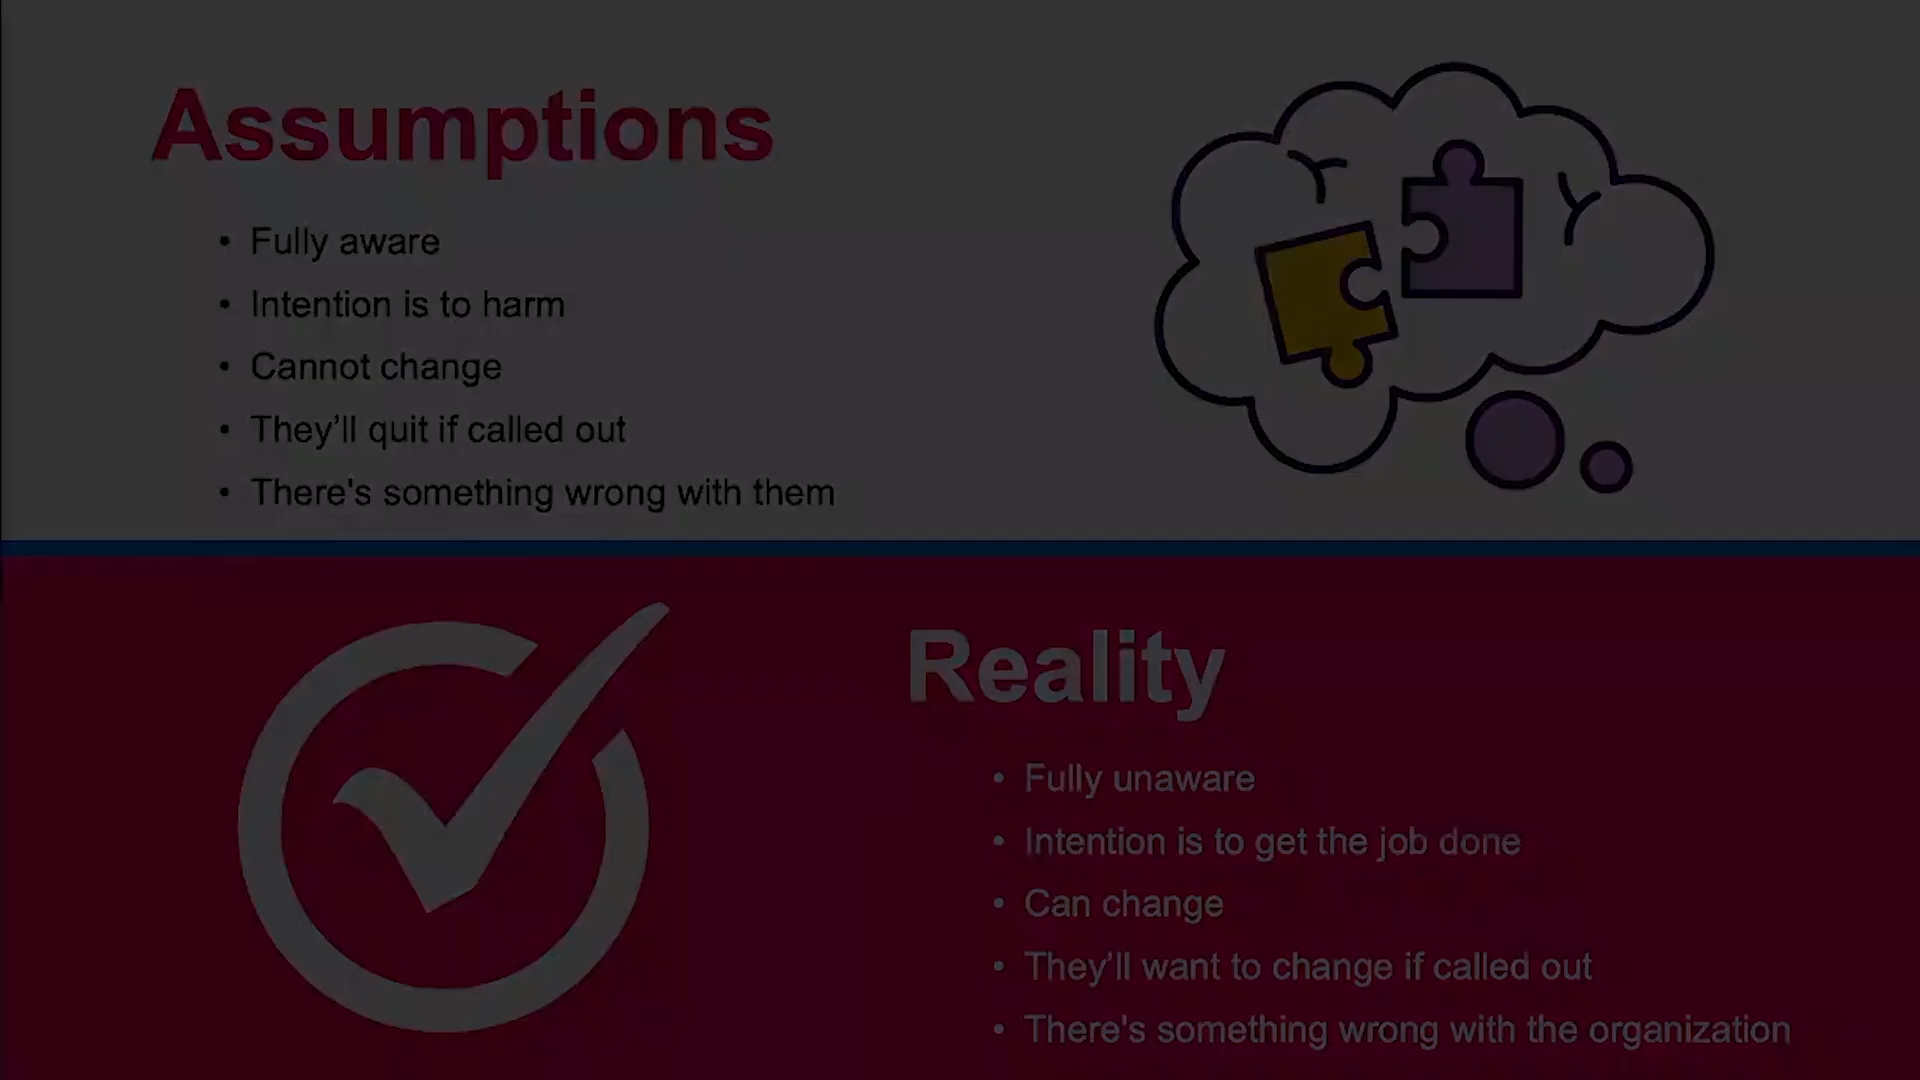 Assumptions
• Fully aware
• Intention is to harm
• Cannot change
• They’ll quit if called out
• There's something wrong with them
Reality
• Fully unaware
• Intention is to get the job done
• Can change
• They’ll want to change if called out
• There's something wrong with the organization